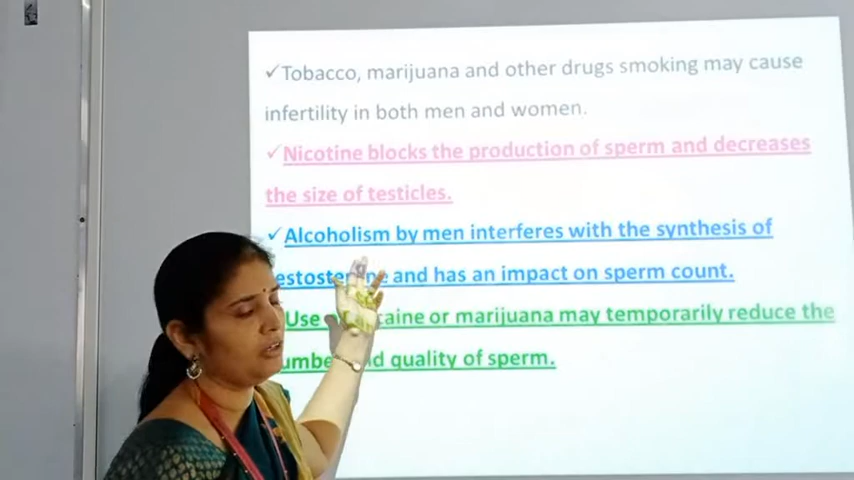 ✓Tobacco, marijuana and other drugs smoking may cause
infertility in both men and women.
✓Nicotine blocks the production of sperm and decreases
the size of testicles.
✓Alcoholism by men interferes with the synthesis of
and has an impact on sperm count.
Use or marijuana may temporarily reduce the
quality of sperm.